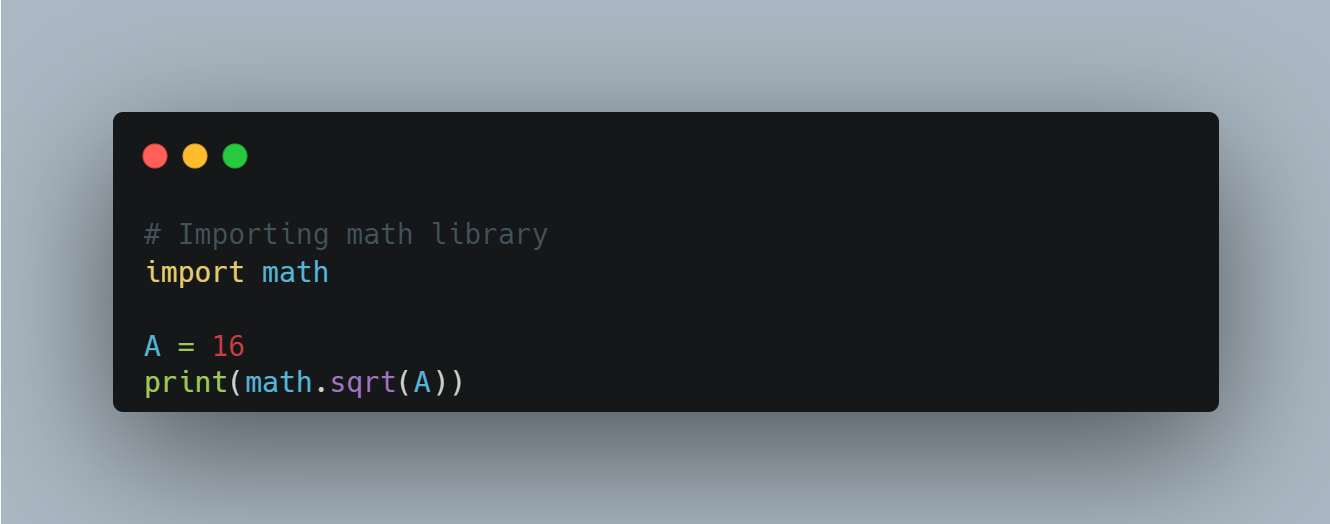 # Importing math library
import math
A = 16
print(math.sqrt(A))